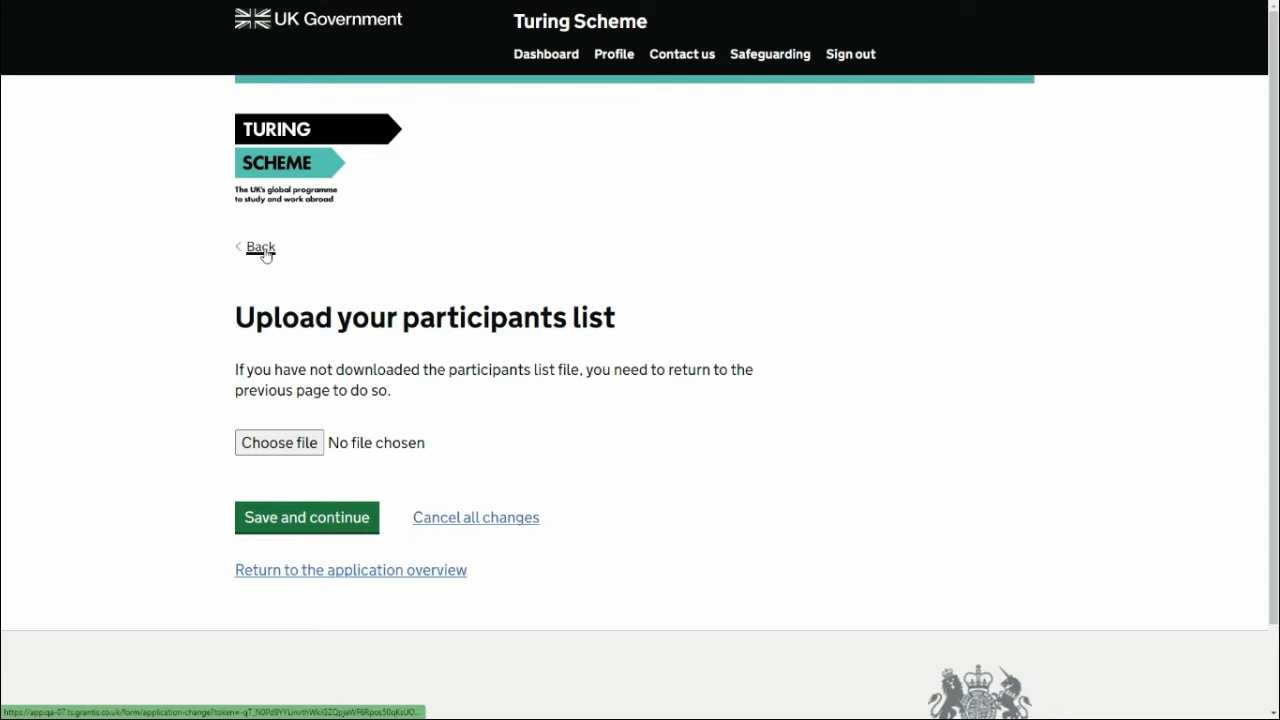 UK Government
Turing Scheme
Dashboard Profile Contact us Safeguarding Sign out
TURING
SCHEME
The UK's global programme
to study and work abroad
Back
Upload your participants list
If you have not downloaded the participants list file, you need to return to the
previous page to do so.
Choose file No file chosen
Save and continue Cancel all changes
Return to the application overview